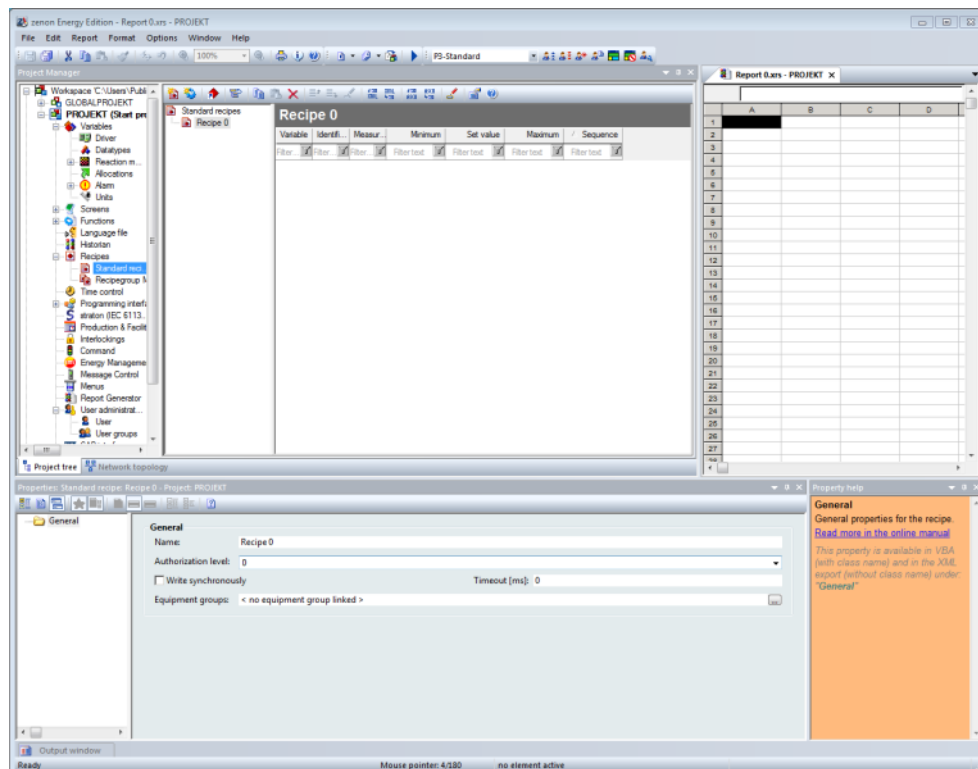 zenon Energy Edition - Report 0.xrs - PROJEKT
File Edit Report Format Options Window Help
100%
P3-Standard
Project Manager
Workspace 'C:\Users\Publ
GLOBALPROJEKT
PROJEKT (Start pre
Variables
Driver
Datatypes
Reaction m...
Allocations
Alarm
Units
Screens
Functions
Language file
Historian
Recipes
Standard reci...
Recipegroup M
Time control
Programming interfa
straton (IEC 6113...
Production & Facilit
Interlockings
Command
Energy Manageme
Message Control
Menus
Report Generator
User administrat...
User
User groups
Project tree Network topology
Standard recipes
Recipe 0
Recipe 0
Variable Identifi... Measur... Minimum Set value Maximum Sequence
Filter... Filter... Filter... Filter text Filter text Filter text Filter text
Report 0.xrs - PROJEKT
A B C D
1
2
3
4
5
6
7
8
9
10
11
12
13
14
15
16
17
18
19
20
21
22
23
24
25
26
27
Properties: Standard recipe: Recipe 0 - Project: PROJEKT
General
General
Name: Recipe 0
Authorization level: 0
Write synchronously Timeout [ms]: 0
Equipment groups: < no equipment group linked >
...
Property help
General
General properties for the recipe.
Read more in the online manual
This property is available in VBA
(with class name) and in the XML
export (without class name) under:
"General"
Output window
Ready Mouse pointer: 4/180 no element active